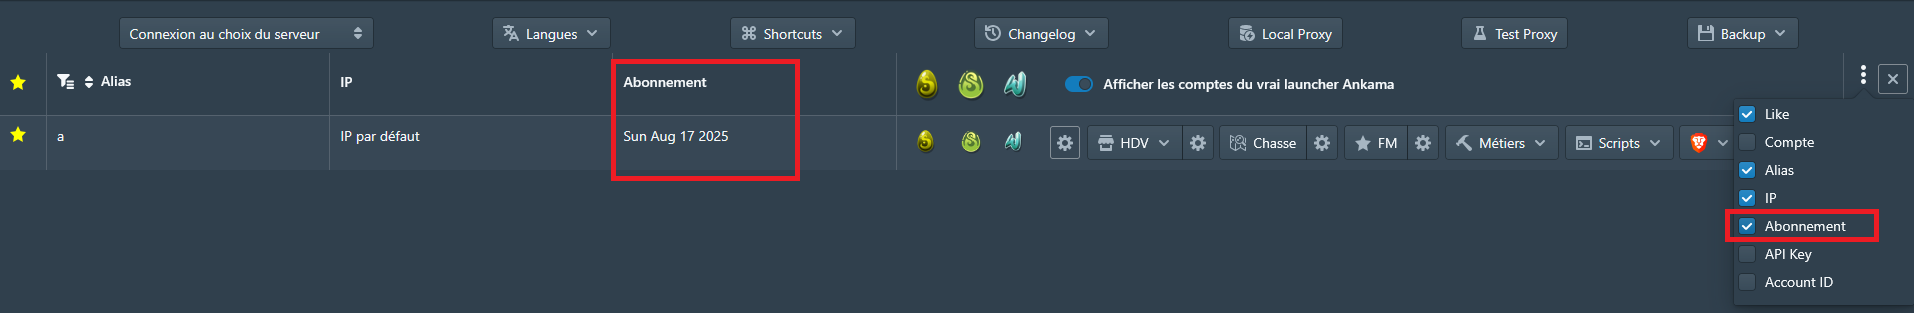 Connexion au choix du serveur Langues Shortcuts Changelog Local Proxy Test Proxy Backup
Alias IP Abonnement Afficher les comptes du vrai launcher Ankama
a IP par défaut Sun Aug 17 2025 HDV Chasse FM Métiers Scripts
Like
Compte
Alias
IP
Abonnement
API Key
Account ID